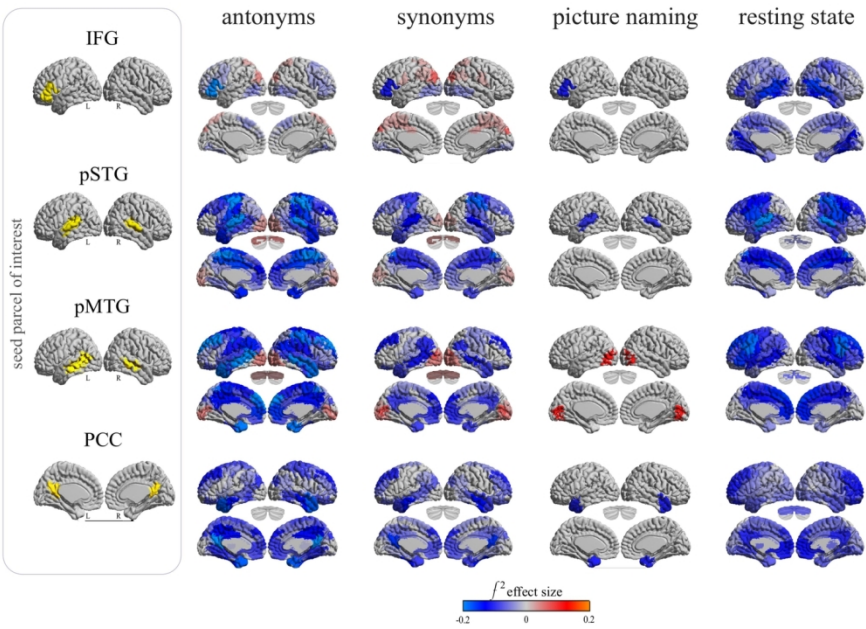 antonyms synonyms picture naming resting state
seed parcel of interest
IFG
L R
pSTG
L R
pMTG
L R
PCC
L R
f² effect size
-0.2 0 0.2